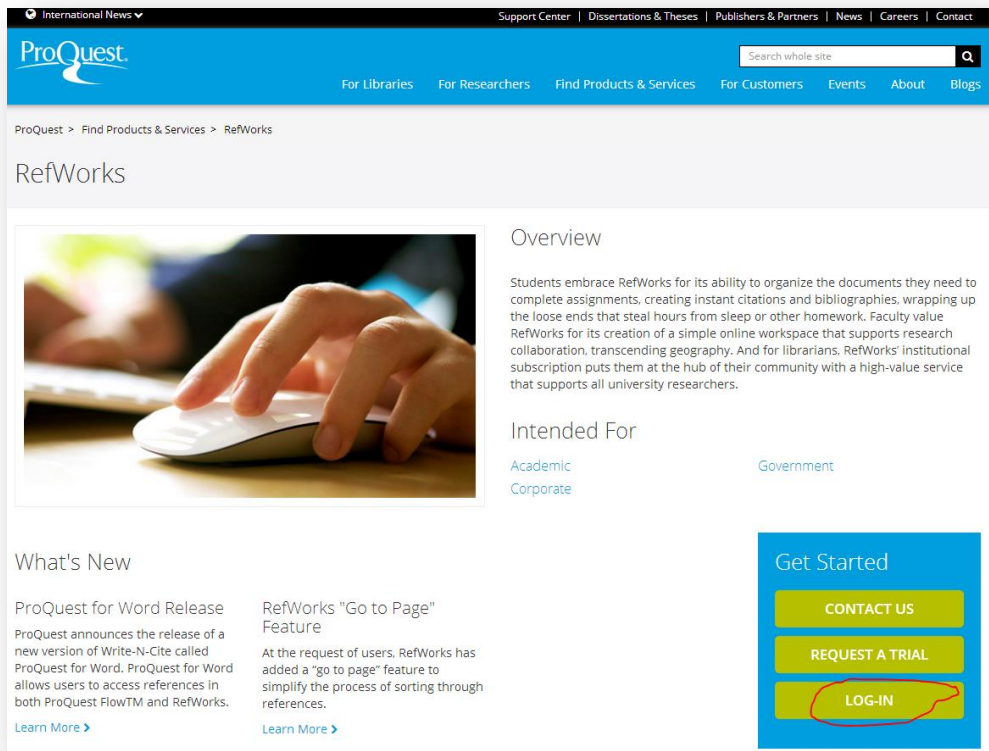 International News
Support Center | Dissertations & Theses | Publishers & Partners | News | Careers | Contact
ProQuest.
Search whole site
For Libraries For Researchers Find Products & Services For Customers Events About Blogs
ProQuest > Find Products & Services > RefWorks
RefWorks
Overview
Students embrace RefWorks for its ability to organize the documents they need to
complete assignments, creating instant citations and bibliographies, wrapping up
the loose ends that steal hours from sleep or other homework. Faculty value
RefWorks for its creation of a simple online workspace that supports research
collaboration, transcending geography. And for librarians, RefWorks' institutional
subscription puts them at the hub of their community with a high-value service
that supports all university researchers.
Intended For
Academic
Government
Corporate
What's New
ProQuest for Word Release
ProQuest announces the release of a
new version of Write-N-Cite called
ProQuest for Word. ProQuest for Word
allows users to access references in
both ProQuest FlowTM and RefWorks.
Learn More >
RefWorks "Go to Page"
Feature
At the request of users, RefWorks has
added a "go to page" feature to
simplify the process of sorting through
references.
Learn More >
Get Started
CONTACT US
REQUEST A TRIAL
LOG-IN